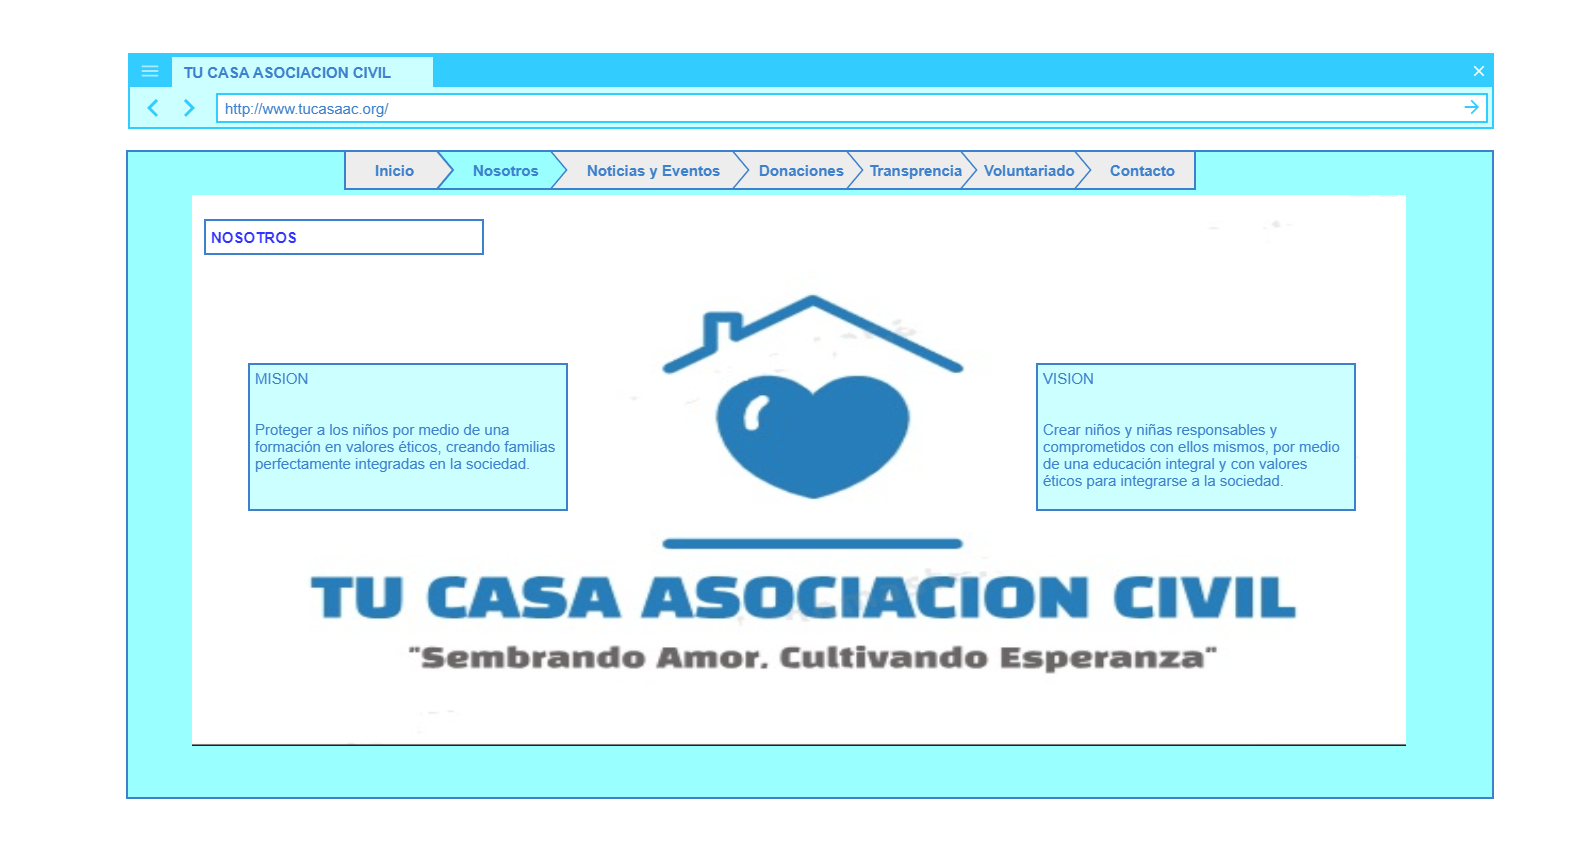 TU CASA ASOCIACION CIVIL
http://www.tucasaac.org/
Inicio Nosotros Noticias y Eventos Donaciones Transprencia Voluntariado Contacto
NOSOTROS
MISION
Proteger a los niños por medio de una
formación en valores éticos, creando familias
perfectamente integradas en la sociedad.
VISION
Crear niños y niñas responsables y
comprometidos con ellos mismos, por medio
de una educación integral y con valores
éticos para integrarse a la sociedad.
TU CASA ASOCIACION CIVIL
"Sembrando Amor. Cultivando Esperanza"